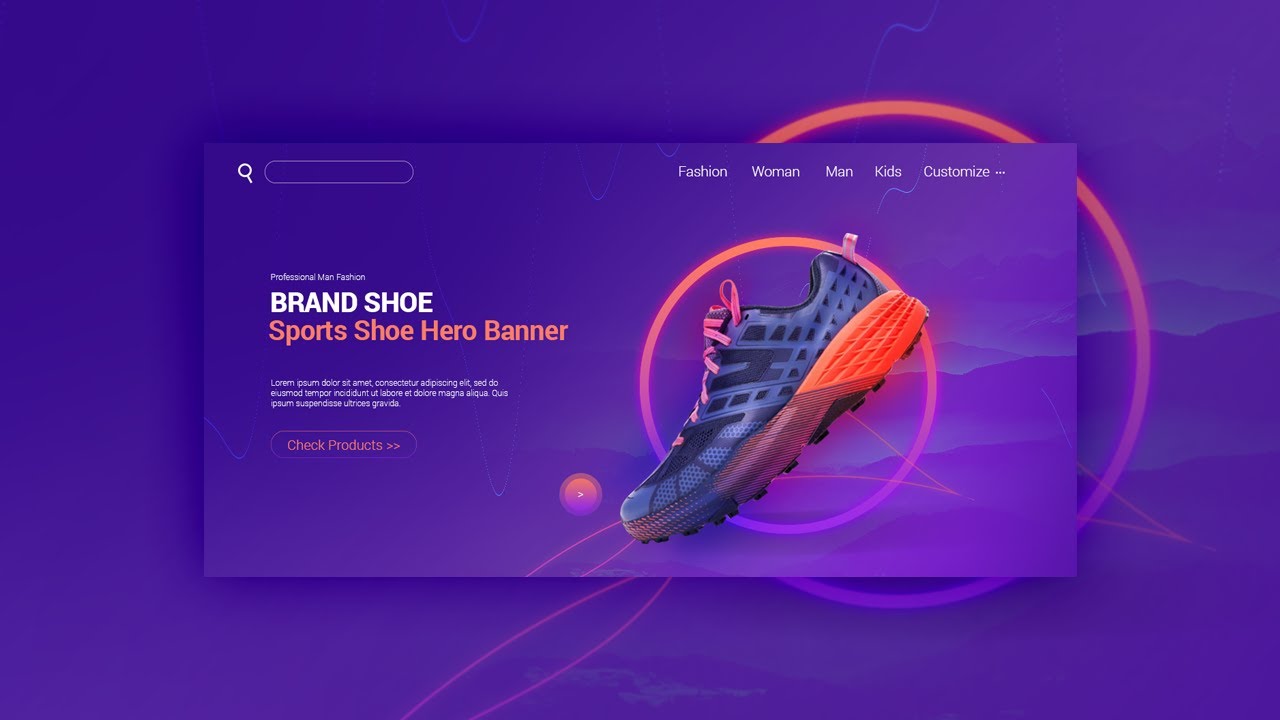 Fashion Woman Man Kids Customize ...
Professional Man Fashion
BRAND SHOE
Sports Shoe Hero Banner
Lorem ipsum dolor sit amet, consectetur adipiscing elit, sed do
eiusmod tempor incididunt ut labore et dolore magna aliqua. Quis
ipsum suspendisse ultrices gravida.
Check Products >>
>